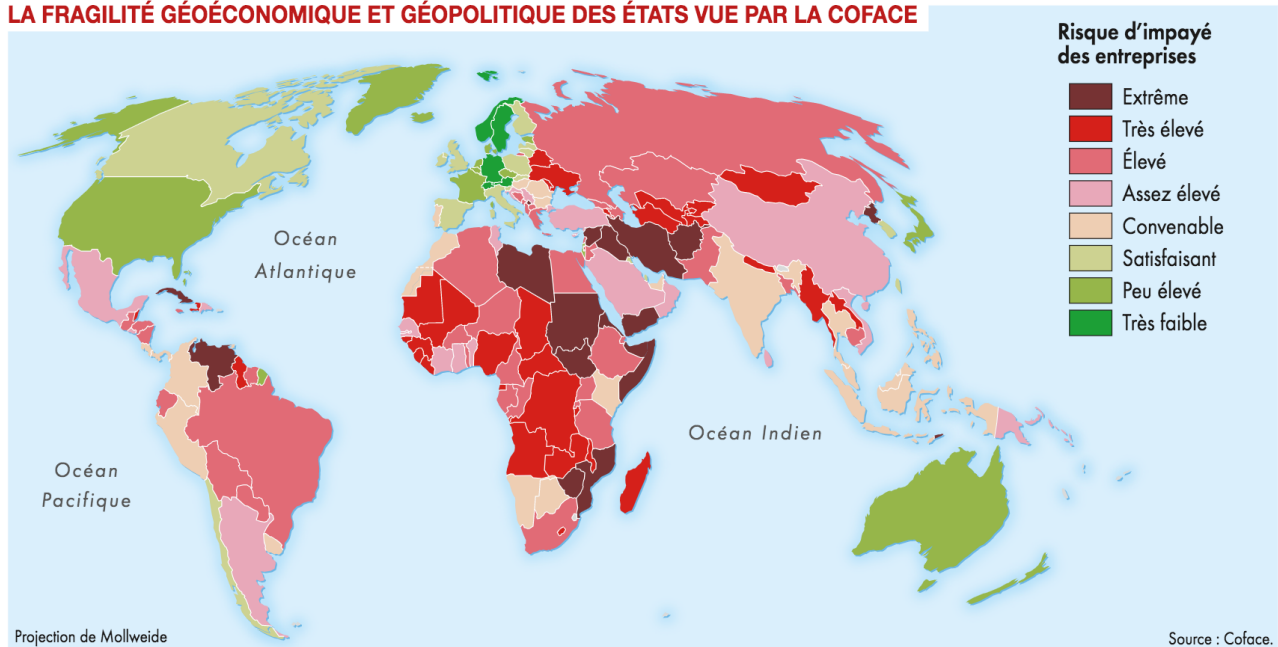 LA FRAGILITÉ GÉOÉCONOMIQUE ET GÉOPOLITIQUE DES ÉTATS VUE PAR LA COFACE
Risque d'impayé
des entreprises
Extrême
Très élevé
Élevé
Assez élevé
Convenable
Satisfaisant
Peu élevé
Très faible
Océan
Atlantique
Océan Indien
Océan
Pacifique
Projection de Mollweide
Source : Coface.